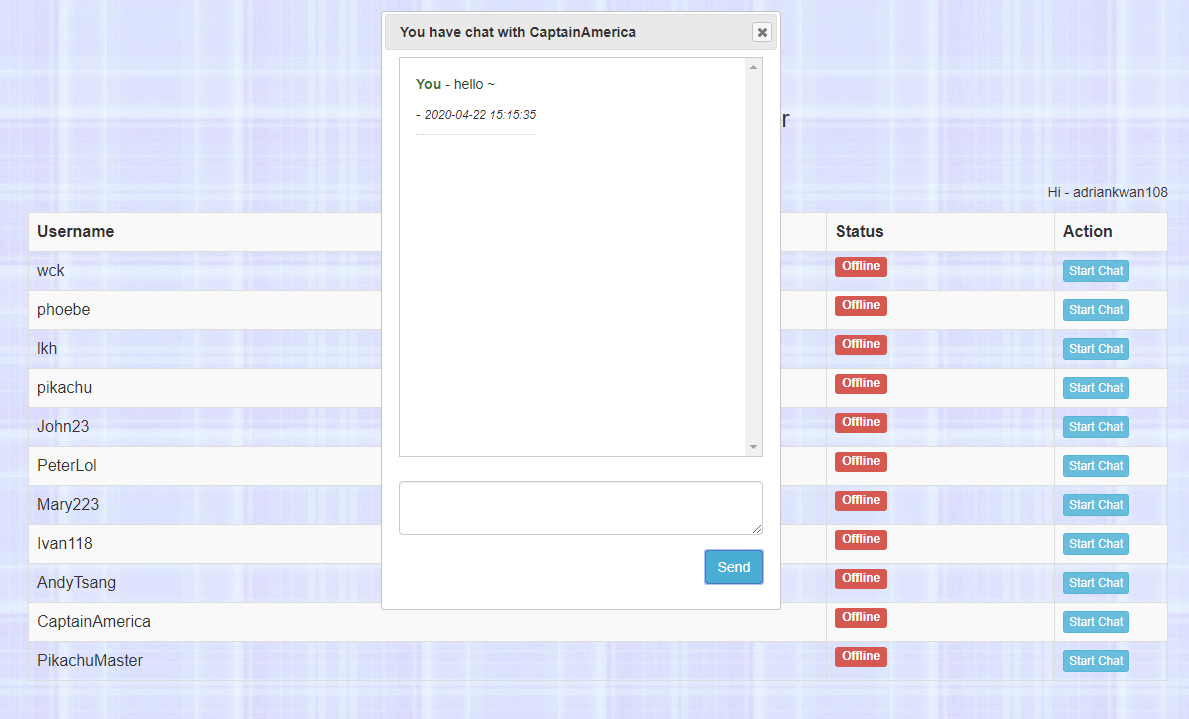 You have chat with CaptainAmerica
You - hello ~
- 2020-04-22 15:15:35
Send
r
Hi - adriankwan108
Username Status Action
wck Offline Start Chat
phoebe Offline Start Chat
lkh Offline Start Chat
pikachu Offline Start Chat
John23 Offline Start Chat
PeterLol Offline Start Chat
Mary223 Offline Start Chat
Ivan118 Offline Start Chat
AndyTsang Offline Start Chat
CaptainAmerica Offline Start Chat
PikachuMaster Offline Start Chat